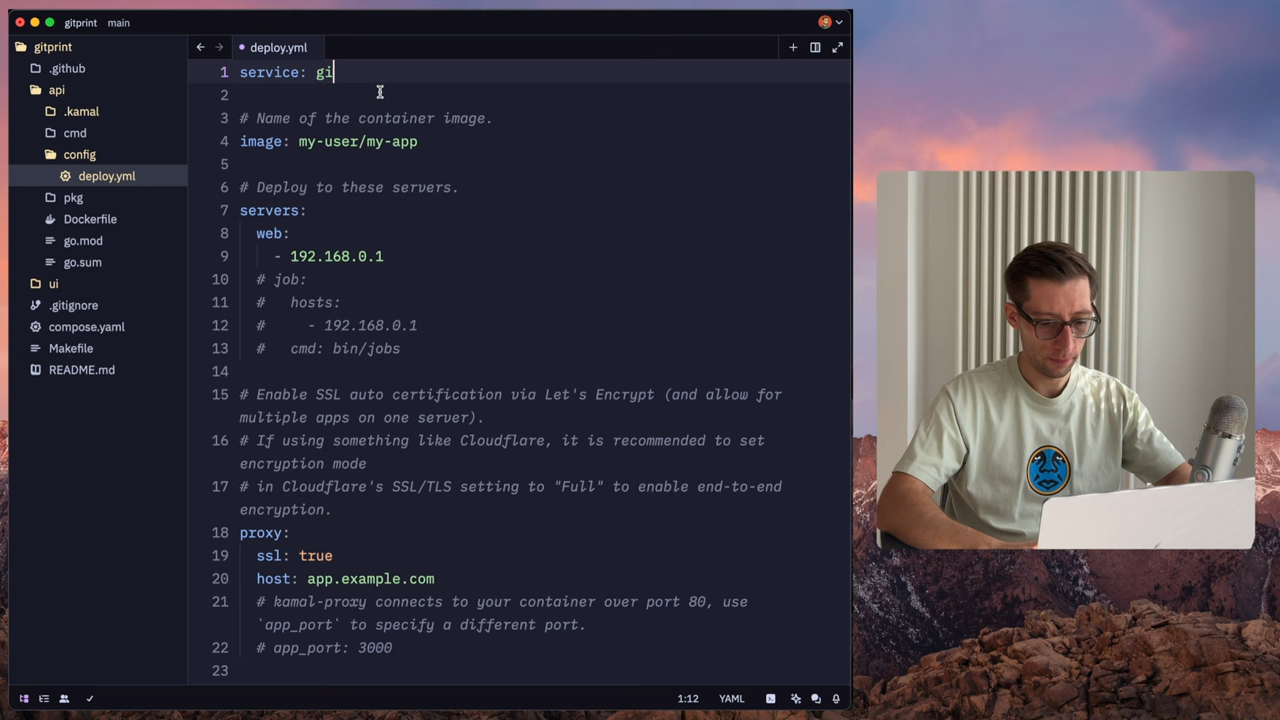 gitprint main
gitprint
.github
api
.kamal
cmd
config
deploy.yml
pkg
Dockerfile
go.mod
go.sum
ui
.gitignore
compose.yaml
Makefile
README.md
deploy.yml
1 service: gi
2
3 # Name of the container image.
4 image: my-user/my-app
5
6 # Deploy to these servers.
7 servers:
8 web:
9 - 192.168.0.1
10 # job:
11 # hosts:
12 # - 192.168.0.1
13 # cmd: bin/jobs
14
15 # Enable SSL auto certification via Let's Encrypt (and allow for
multiple apps on one server).
16 # If using something like Cloudflare, it is recommended to set
encryption mode
17 # in Cloudflare's SSL/TLS setting to "Full" to enable end-to-end
encryption.
18 proxy:
19 ssl: true
20 host: app.example.com
21 # kamal-proxy connects to your container over port 80, use
`app_port` to specify a different port.
22 # app_port: 3000
23
1:12 YAML